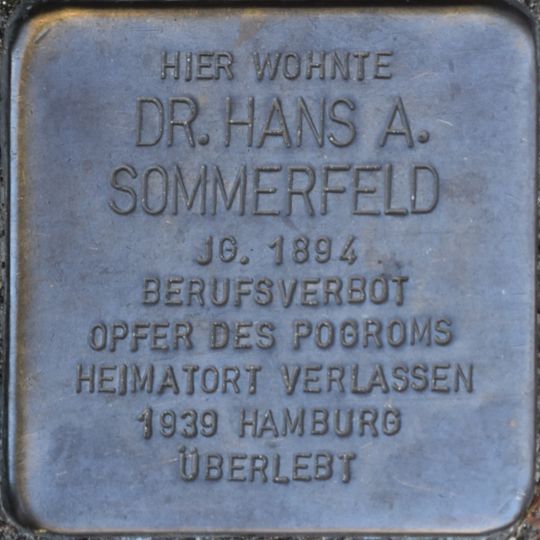 HIER WOHNTE
DR. HANS A.
SOMMERFELD
JG. 1894
BERUFSVERBOT
OPFER DES POGROMS
HEIMATORT VERLASSEN
1939 HAMBURG
ÜBERLEBT